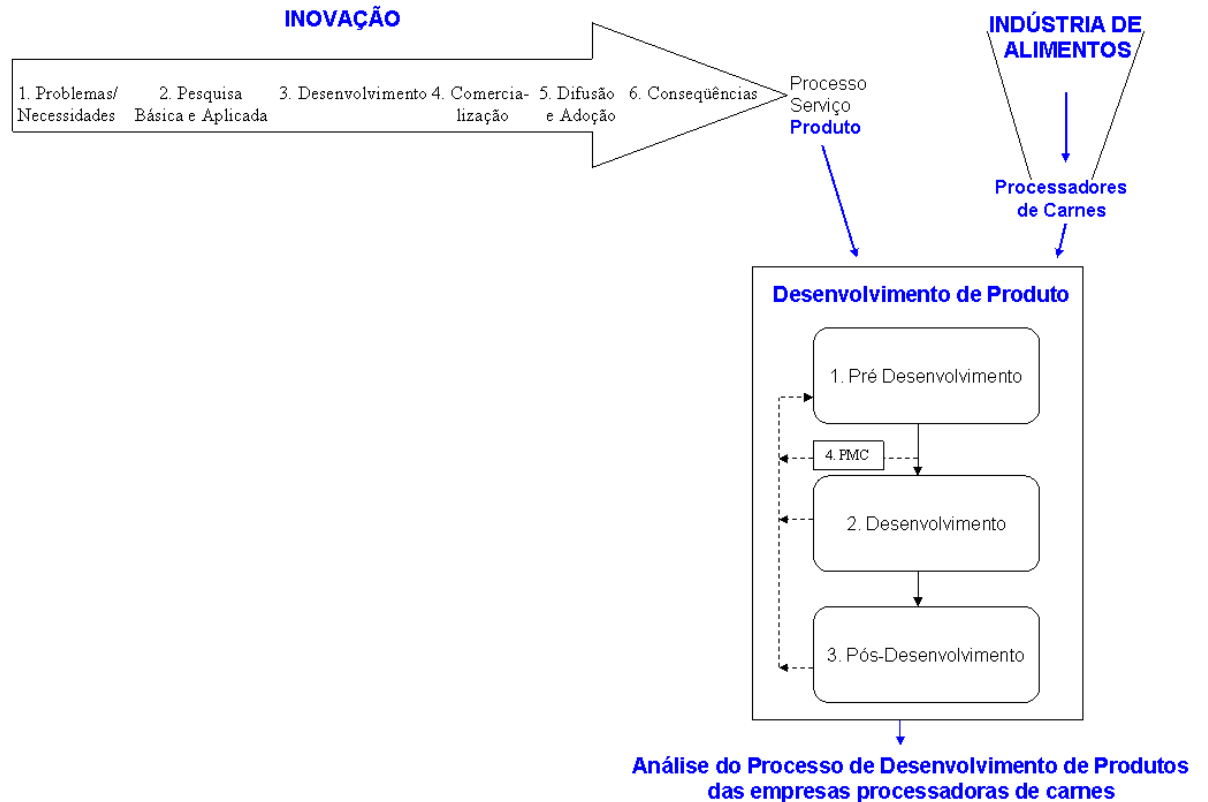 INOVAÇÃO
1. Problemas/
Necessidades
2. Pesquisa
Básica e Aplicada
3. Desenvolvimento
4. Comercia-
lização
5. Difusão
e Adoção
6. Conseqüências
Processo
Serviço
Produto
INDÚSTRIA DE
ALIMENTOS
Processadores
de Carnes
Desenvolvimento de Produto
1. Pré Desenvolvimento
4. PMC
2. Desenvolvimento
3. Pós-Desenvolvimento
Análise do Processo de Desenvolvimento de Produtos
das empresas processadoras de carnes